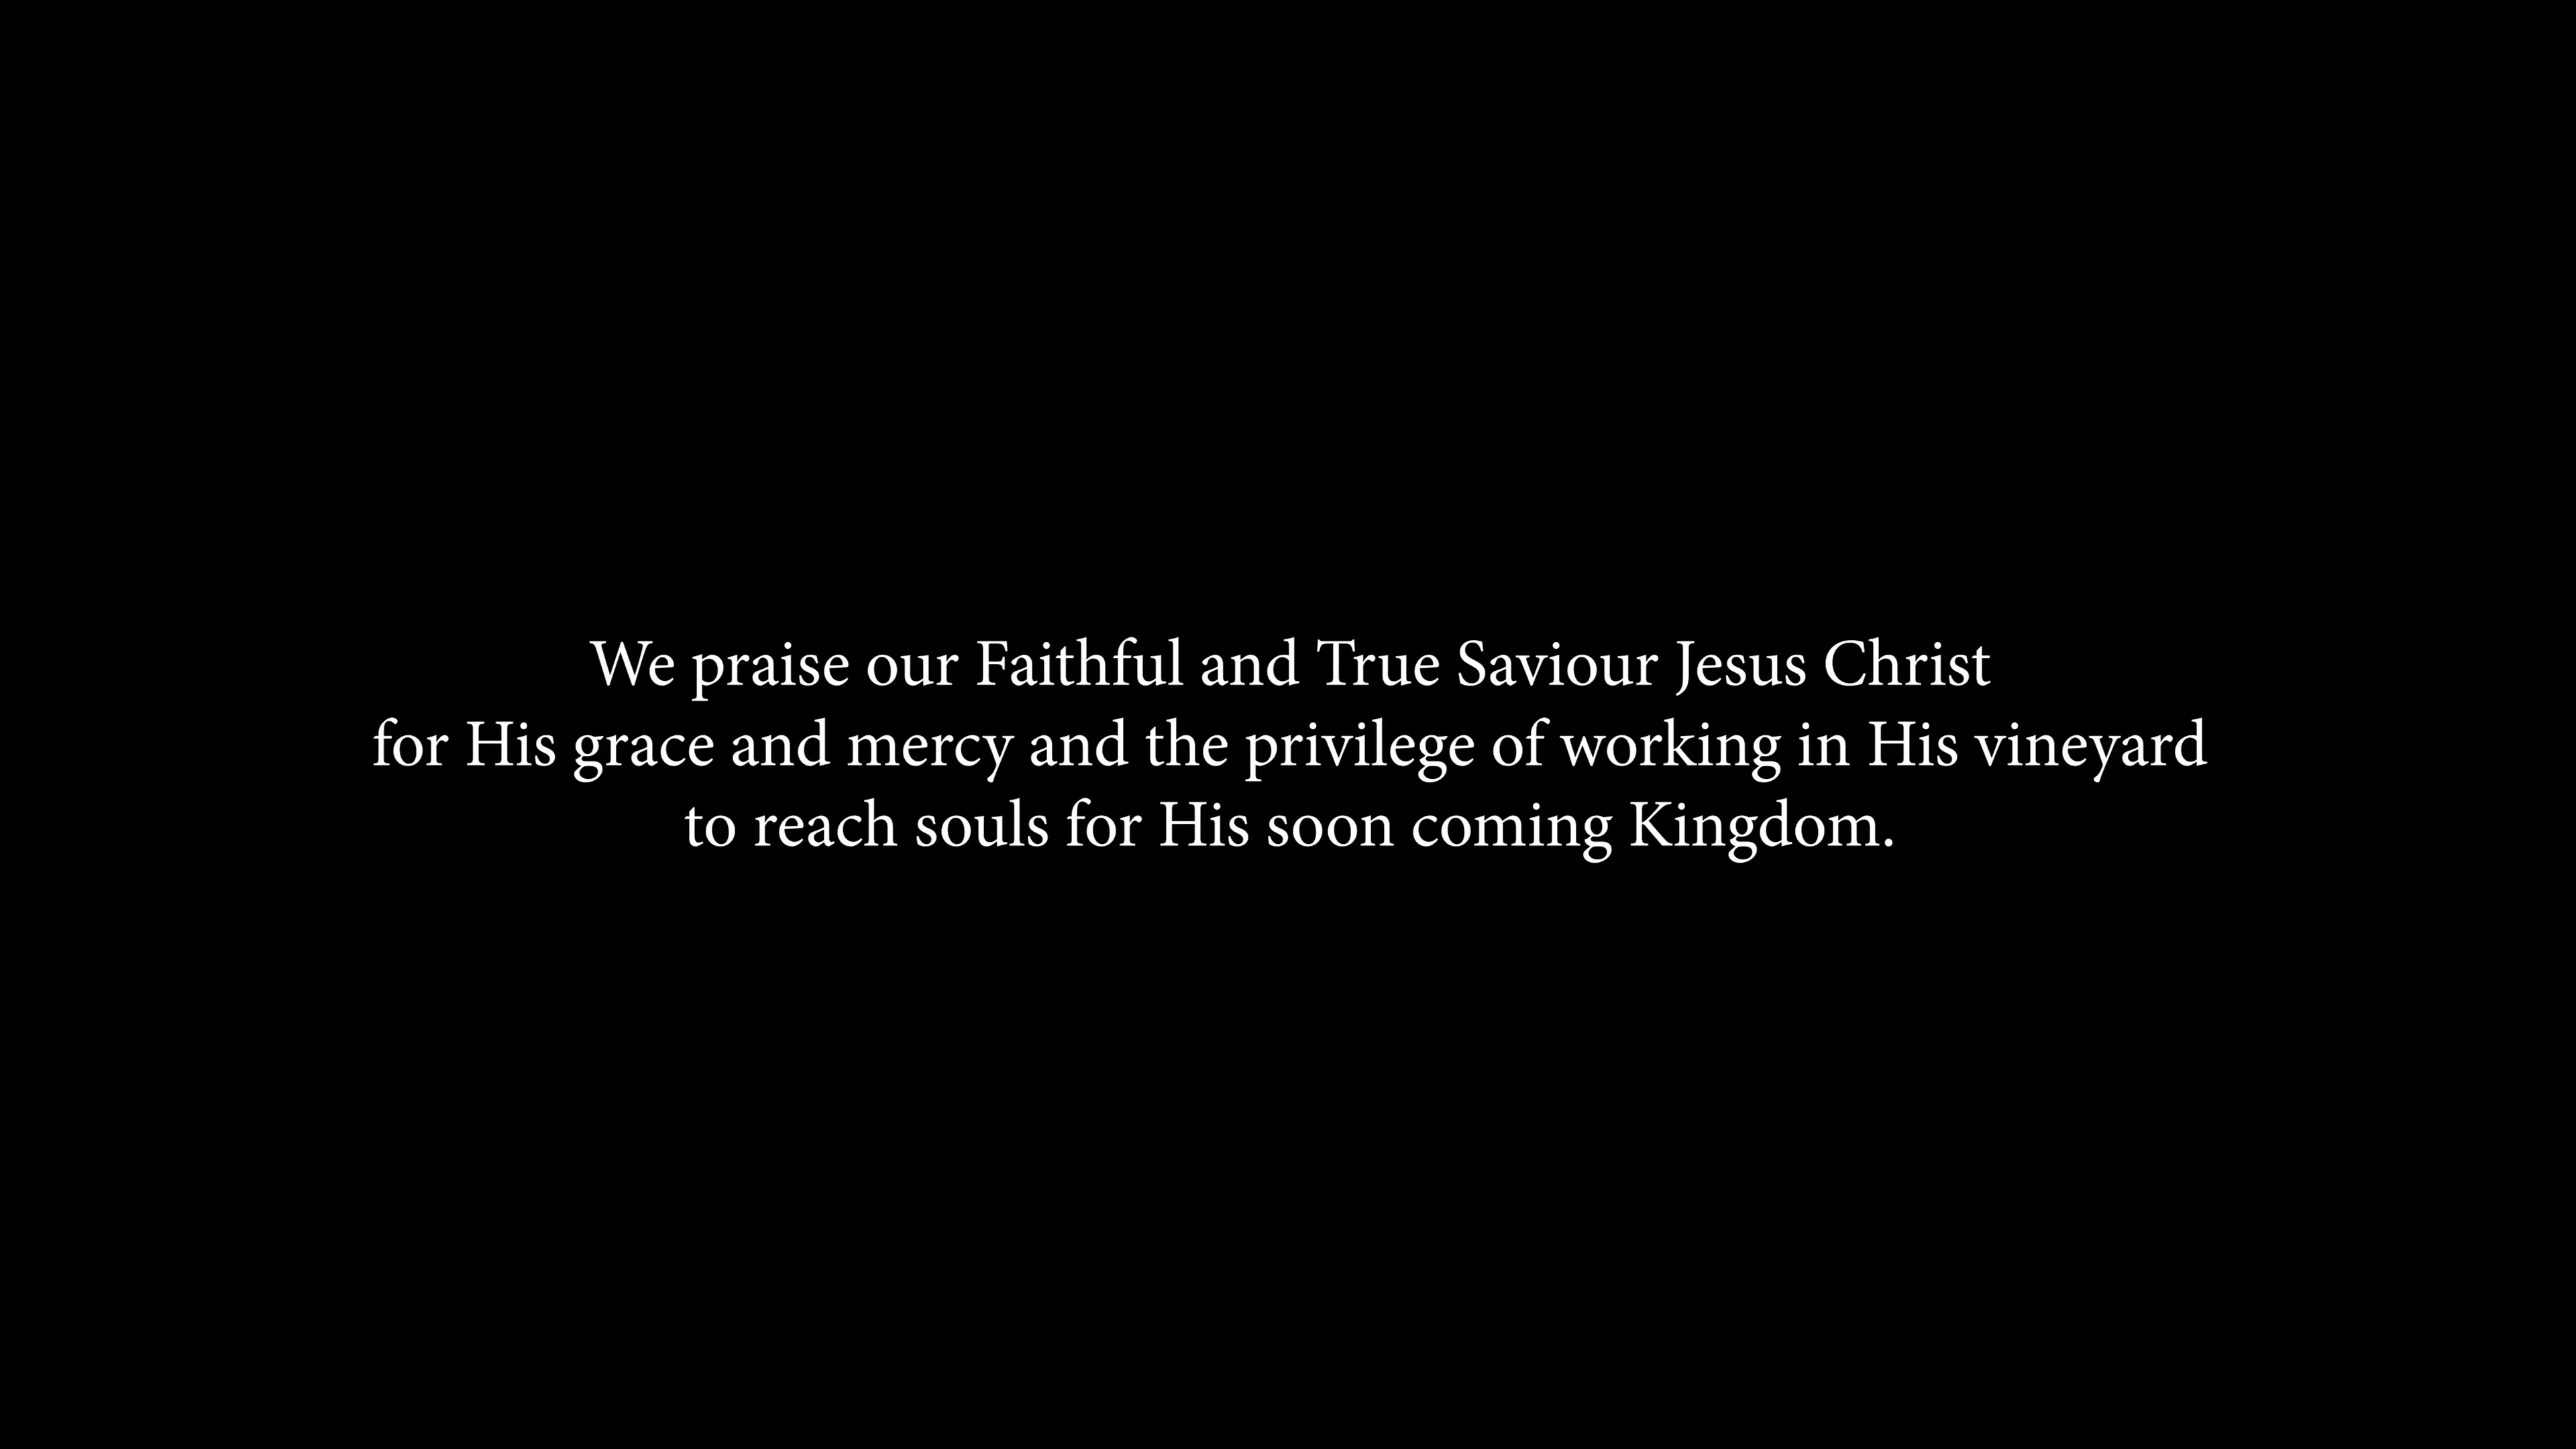 We praise our Faithful and True Saviour Jesus Christ
for His grace and mercy and the privilege of working in His vineyard
to reach souls for His soon coming Kingdom.